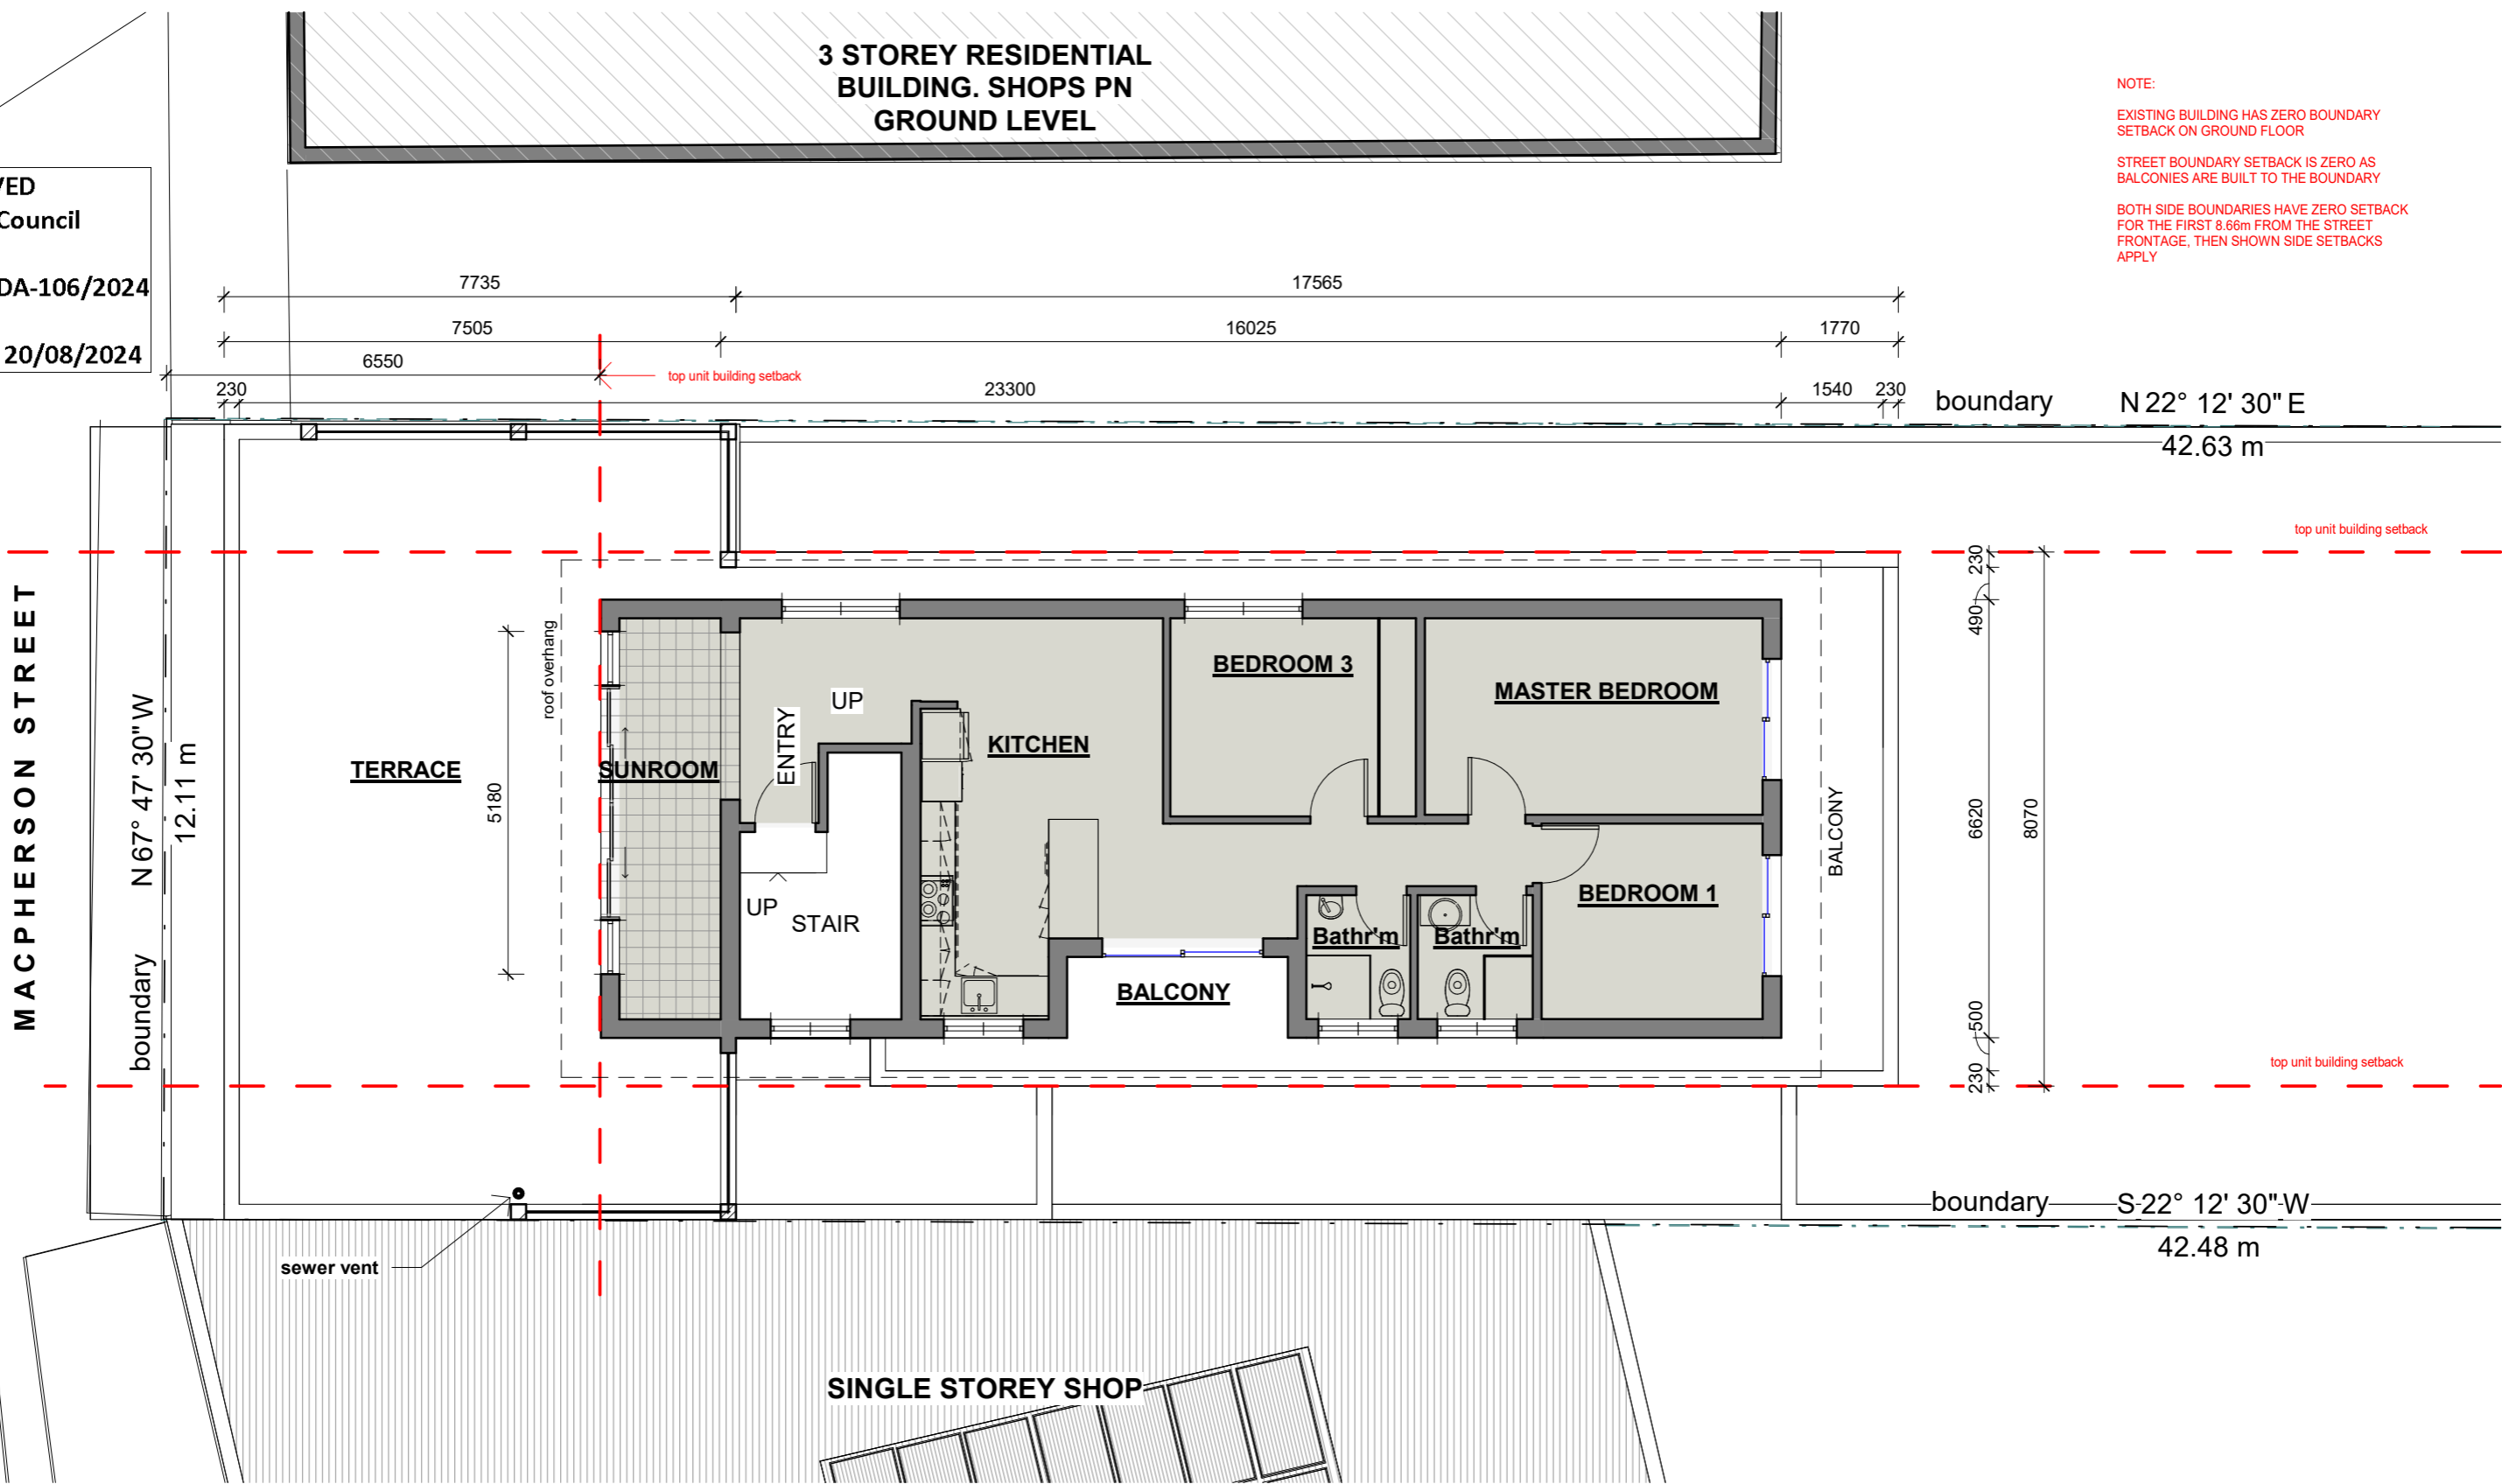 3 STOREY RESIDENTIAL
BUILDING. SHOPS PN
GROUND LEVEL
NOTE:
EXISTING BUILDING HAS ZERO BOUNDARY
SETBACK ON GROUND FLOOR
STREET BOUNDARY SETBACK IS ZERO AS
BALCONIES ARE BUILT TO THE BOUNDARY
BOTH SIDE BOUNDARIES HAVE ZERO SETBACK
FOR THE FIRST 8.66m FROM THE STREET
FRONTAGE, THEN SHOWN SIDE SETBACKS
APPLY
VED
Council
DA-106/2024
20/08/2024
7735
17565
7505
16025
1770
6550
top unit building setback
230
23300
1540
230
boundary
N 22° 12' 30" E
42.63 m
top unit building setback
MACPHERSON STREET
boundary
N 67° 47' 30" W
12.11 m
TERRACE
5180
roof overhang
SUNROOM
ENTRY
UP
UP
STAIR
KITCHEN
BEDROOM 3
MASTER BEDROOM
BEDROOM 1
Bathr'm
Bathr'm
BALCONY
BALCONY
230
490
6620
8070
500
230
top unit building setback
boundary
S 22° 12' 30" W
42.48 m
sewer vent
SINGLE STOREY SHOP